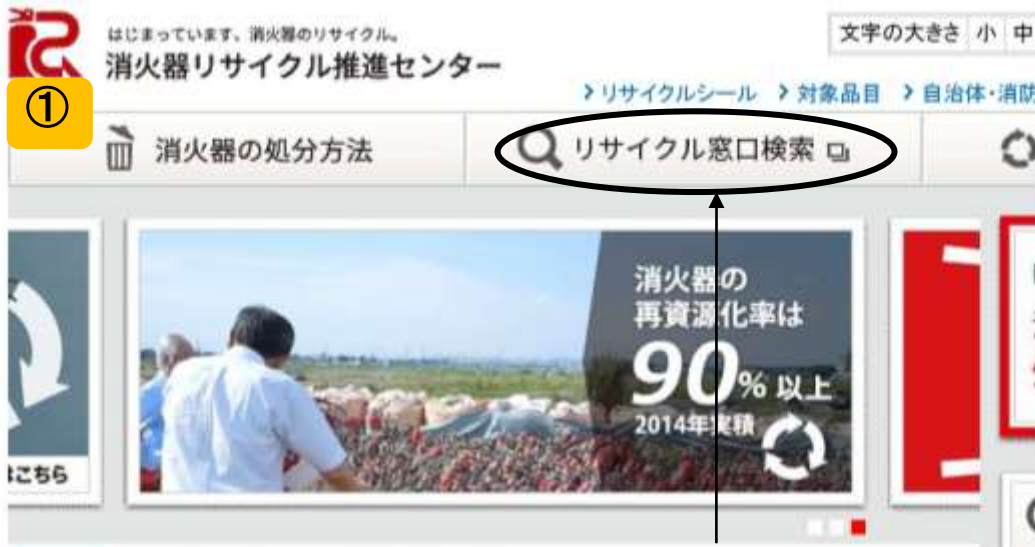 はじまっています。消火器のリサイクル。
消火器リサイクル推進センター
文字の大きさ 小 中
リサイクルシール 対象品目 自治体・消防
①
消火器の処分方法
リサイクル窓口検索
消火器の
再資源化率は
90% 以上
2014年実績
はこちら